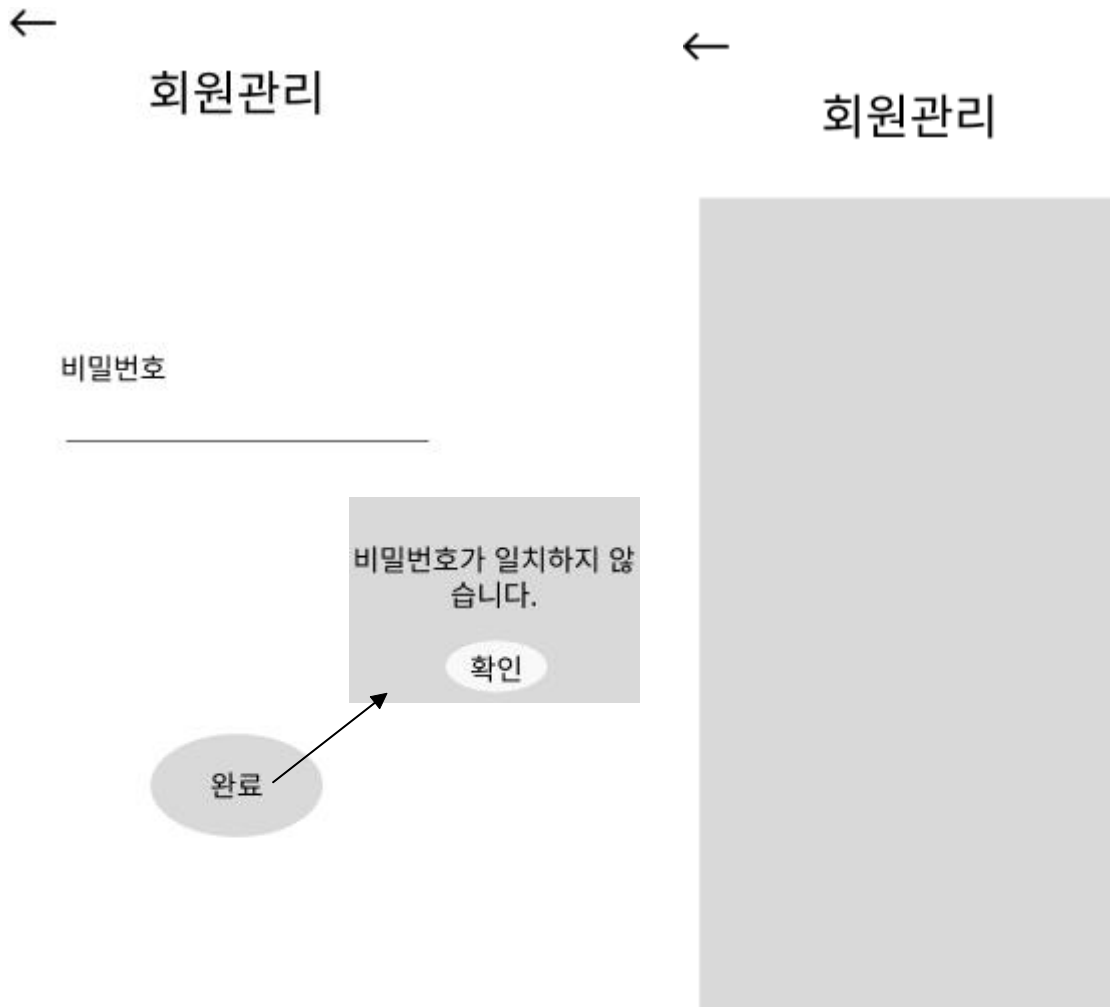 회원관리
비밀번호
비밀번호가 일치하지 않
습니다.
확인
완료
회원관리